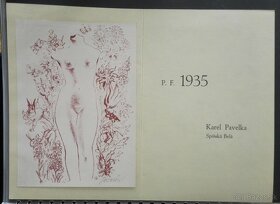 P. F. 1935
Karel Pavelka
Spišská Belá